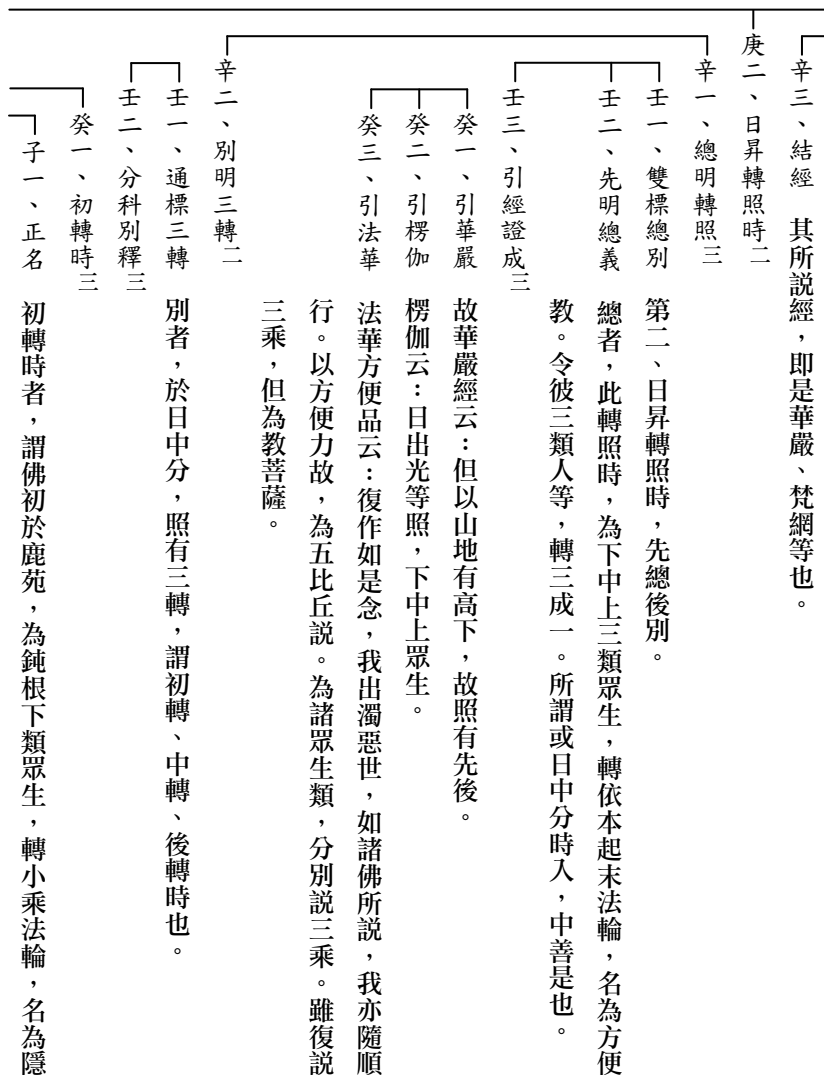 辛三、結經　其所説經，即是華嚴、梵網等也。
庚二、日昇轉照時二
辛一、總明轉照三
壬一、雙標總別　第二、日昇轉照時，先總後別。
壬二、先明總義　總者，此轉照時，為下中上三類眾生，轉依本起末法輪，名為方便
教。令彼三類人等，轉三成一。所謂或日中分時入，中善是也。
壬三、引經證成三
癸一、引華嚴　故華嚴經云：但以山地有高下，故照有先後。
癸二、引楞伽　楞伽云：日出光等照，下中上眾生。
癸三、引法華　法華方便品云：復作如是念，我出濁惡世，如諸佛所説，我亦隨順
行。以方便力故，為五比丘説。為諸眾生類，分別説三乘。雖復説
三乘，但為教菩薩。
辛二、別明三轉二
壬一、通標三轉　別者，於日中分，照有三轉，謂初轉、中轉、後轉時也。
壬二、分科別釋三
癸一、初轉時三
子一、正名　初轉時者，謂佛初於鹿苑，為鈍根下類眾生，轉小乘法輪，名為隱